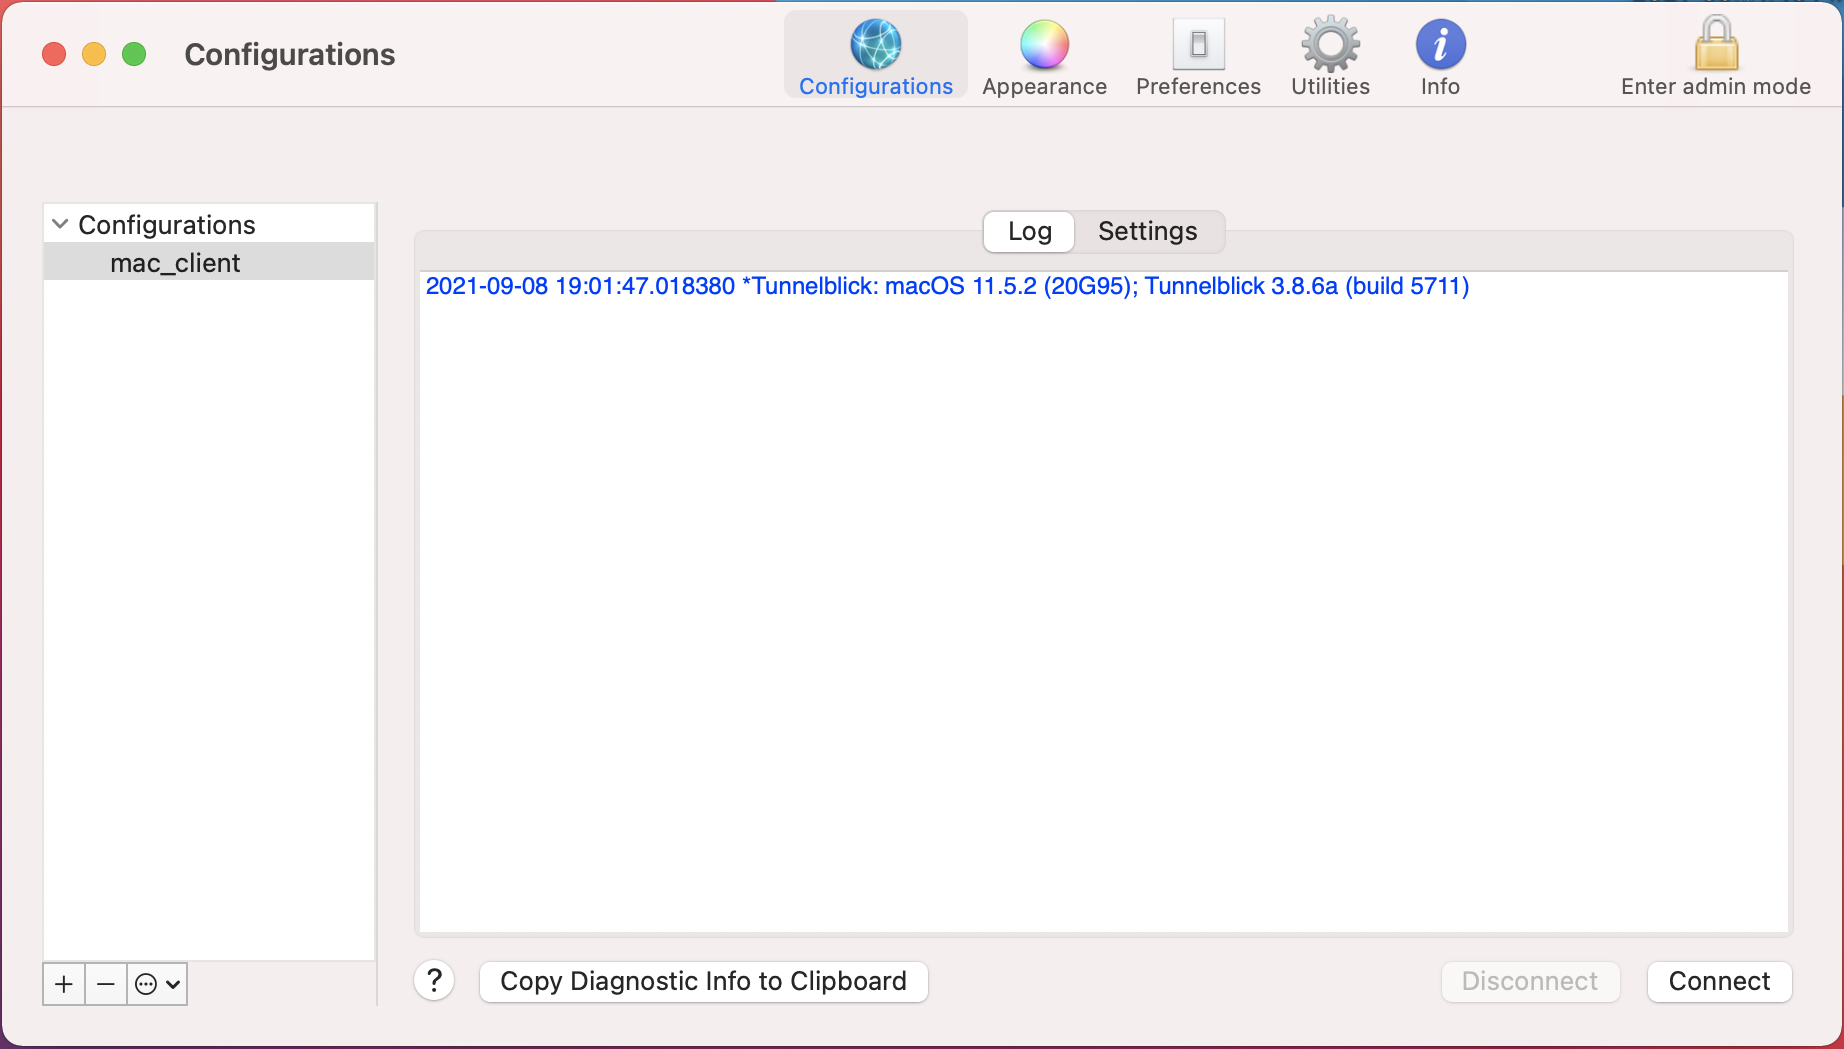 Configurations
Configurations
Appearance
Preferences
Utilities
Info
Enter admin mode
Configurations
mac_client
Log
Settings
2021-09-08 19:01:47.018380 *Tunnelblick: macOS 11.5.2 (20G95); Tunnelblick 3.8.6a (build 5711)
?
Copy Diagnostic Info to Clipboard
Disconnect
Connect